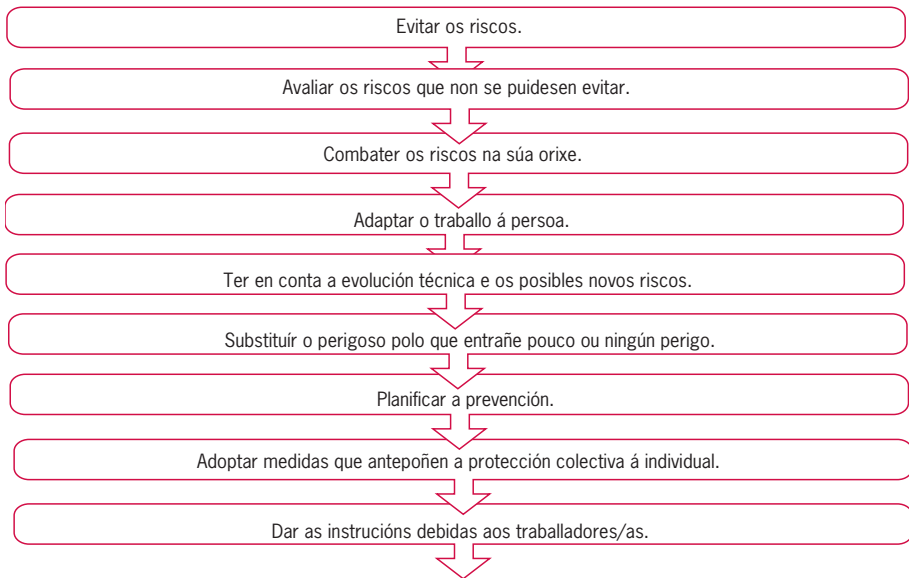 Evitar os riscos.
Avaliar os riscos que non se puidesen evitar.
Combater os riscos na súa orixe.
Adaptar o traballo á persoa.
Ter en conta a evolución técnica e os posibles novos riscos.
Substituír o perigoso polo que entrañe pouco ou ningún perigo.
Planificar a prevención.
Adoptar medidas que antepoñen a protección colectiva á individual.
Dar as instrucións debidas aos traballadores/as.